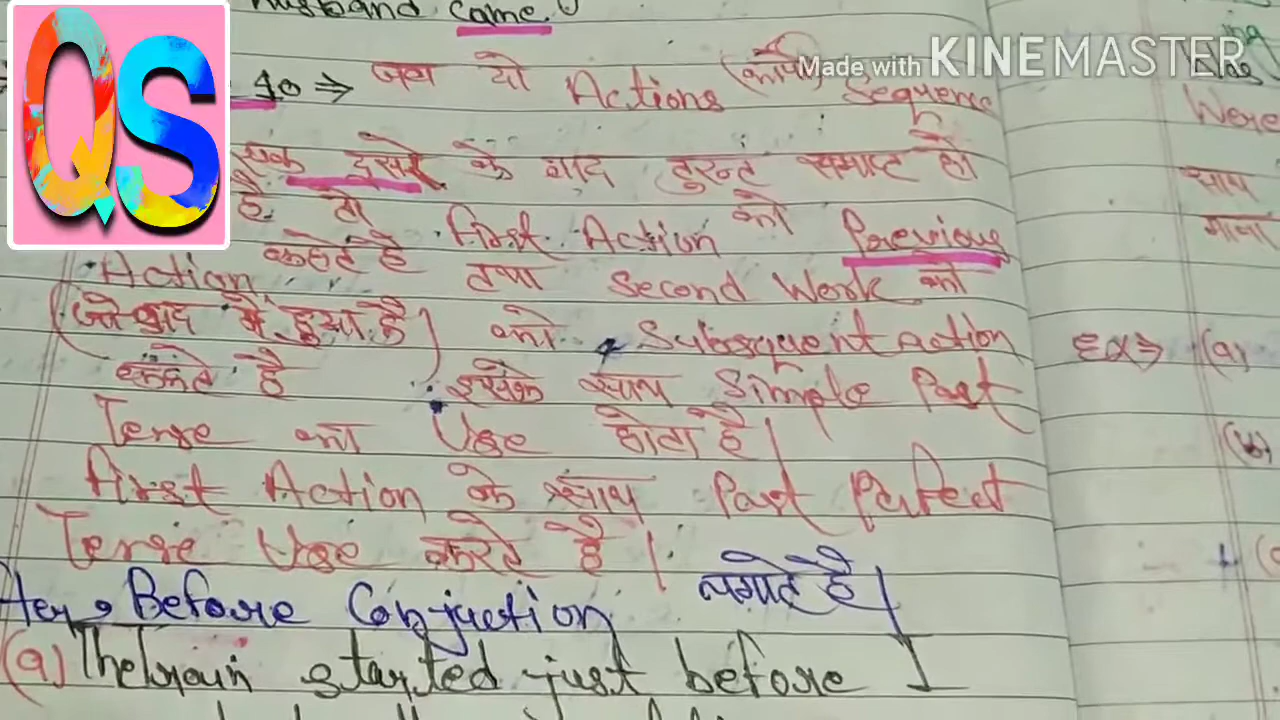 husband came.
QS
Made with KINEMASTER
10 ⇒ जब दो Actions (कार्य) Sequence
Were
एक दुसरे के बाद तुरन्त समाप्त हो
साथ
है तो First Action को Previous
Action कहते है तथा Second Work को
(जो बाद में हुआ है) को Subsequent action
Ex ⇒ (a)
कहते है इसके साथ Simple Past
Tense का Use होता है।
(b)
First Action के साथ Past Perfect
Tense Use करते है।
Before Conjuction लगाते है।
(a) The train started just before I